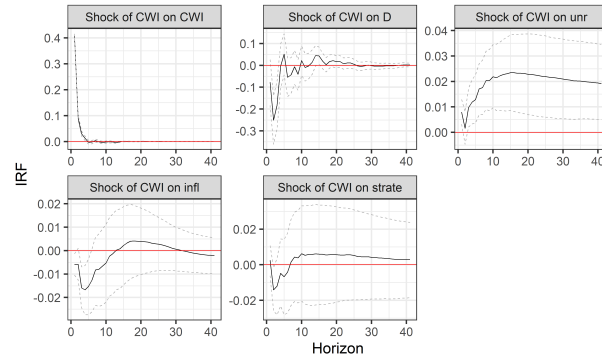 Shock of CWI on CWI
Shock of CWI on D
Shock of CWI on unr
0.4
0.3
0.2
0.1
0.0
0.1
0.0
-0.1
-0.2
-0.3
0.04
0.03
0.02
0.01
0.00
0 10 20 30 40
Shock of CWI on infl
Shock of CWI on strate
0.02
0.01
0.00
-0.01
-0.02
0.02
0.00
-0.02
0 10 20 30 40
0 10 20 30 40
IRF
Horizon